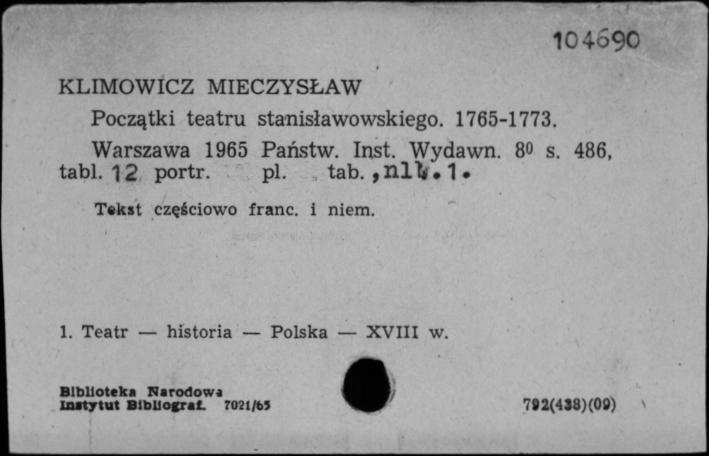 104690
KLIMOWICZ MIECZYSŁAW
Początki teatru stanisławowskiego. 1765-1773.
Warszawa 1965 Państw. Inst. Wydawn. 8⁰ s. 486,
tabl. 12 portr. pl. tab. , nlb. 1.
Tekst częściowo franc. i niem.
1. Teatr — historia — Polska — XVIII w.
Biblioteka Narodowa
Instytut Bibliograf. 7021/65
792(438)(09)